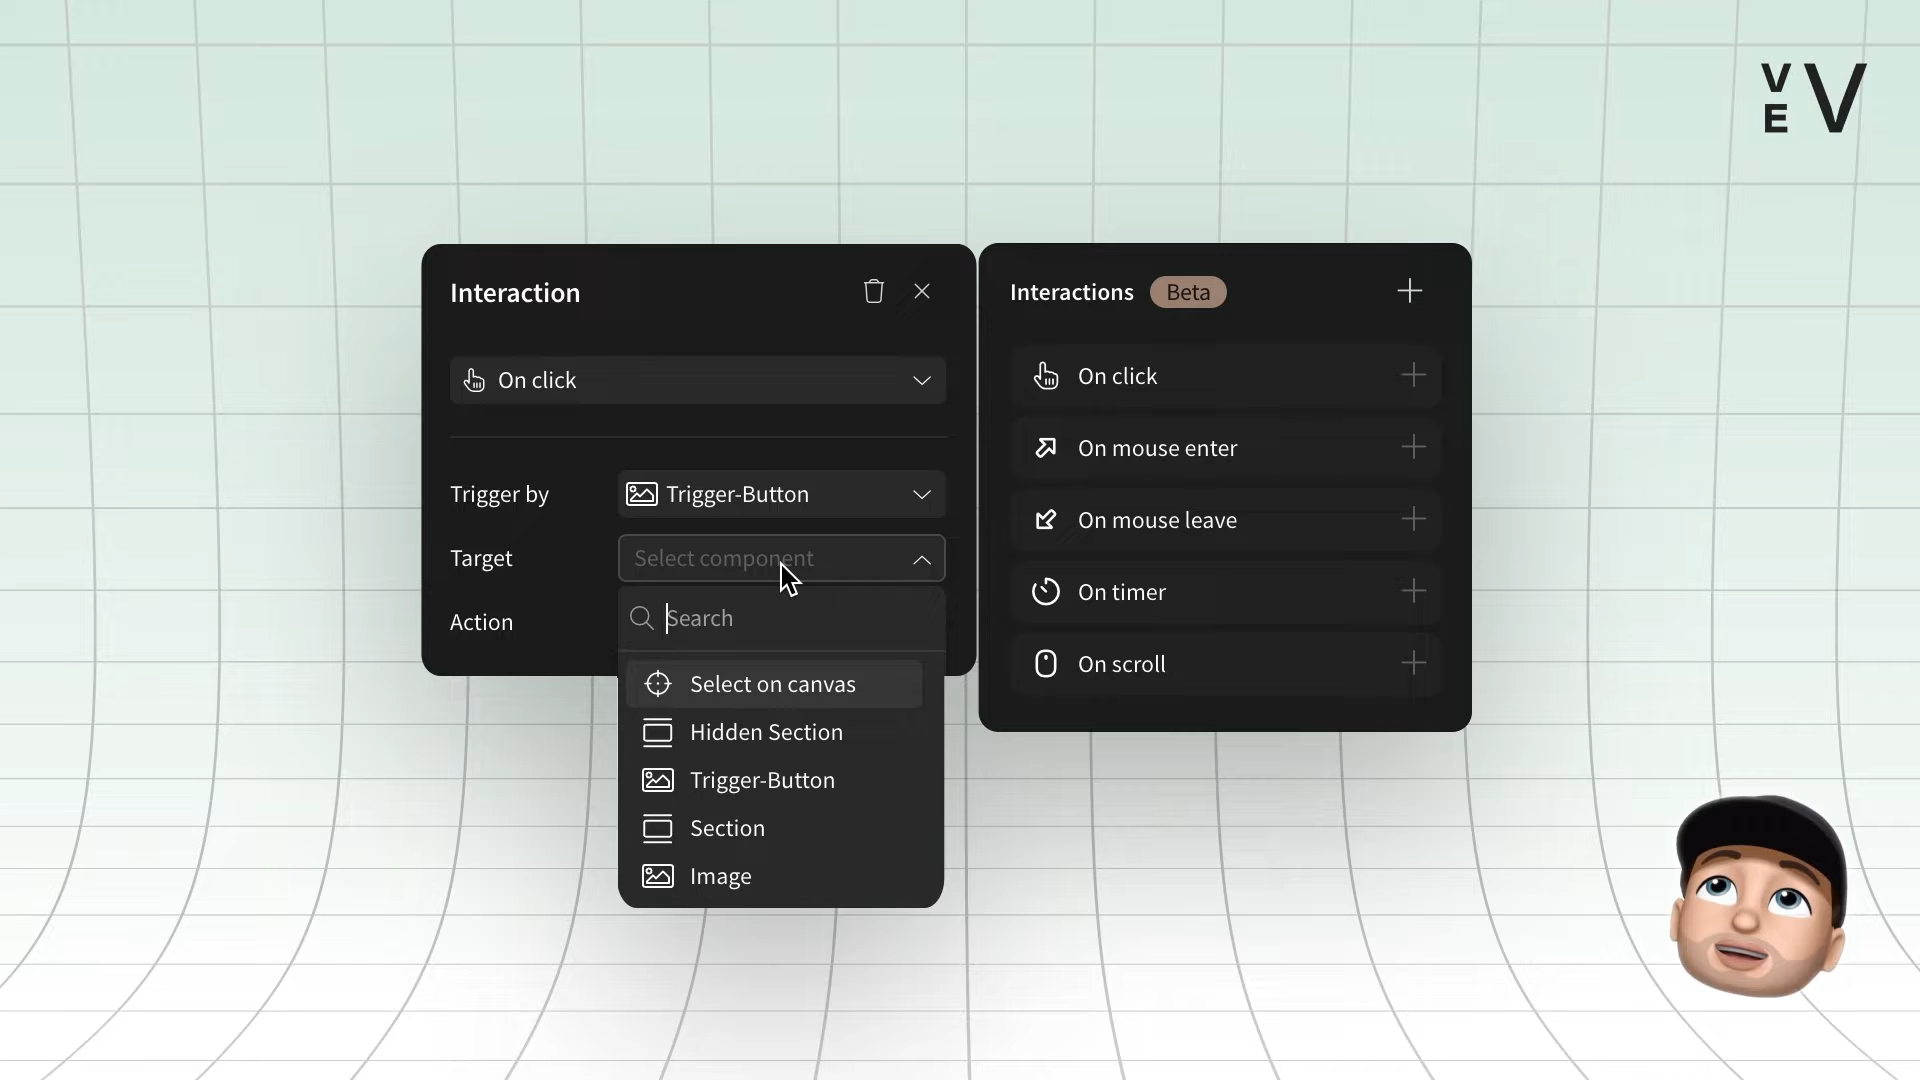 VEV
Interaction
On click
Trigger by
Trigger-Button
Target
Select component
Action
Search
Select on canvas
Hidden Section
Trigger-Button
Section
Image
Interactions
Beta
On click
On mouse enter
On mouse leave
On timer
On scroll